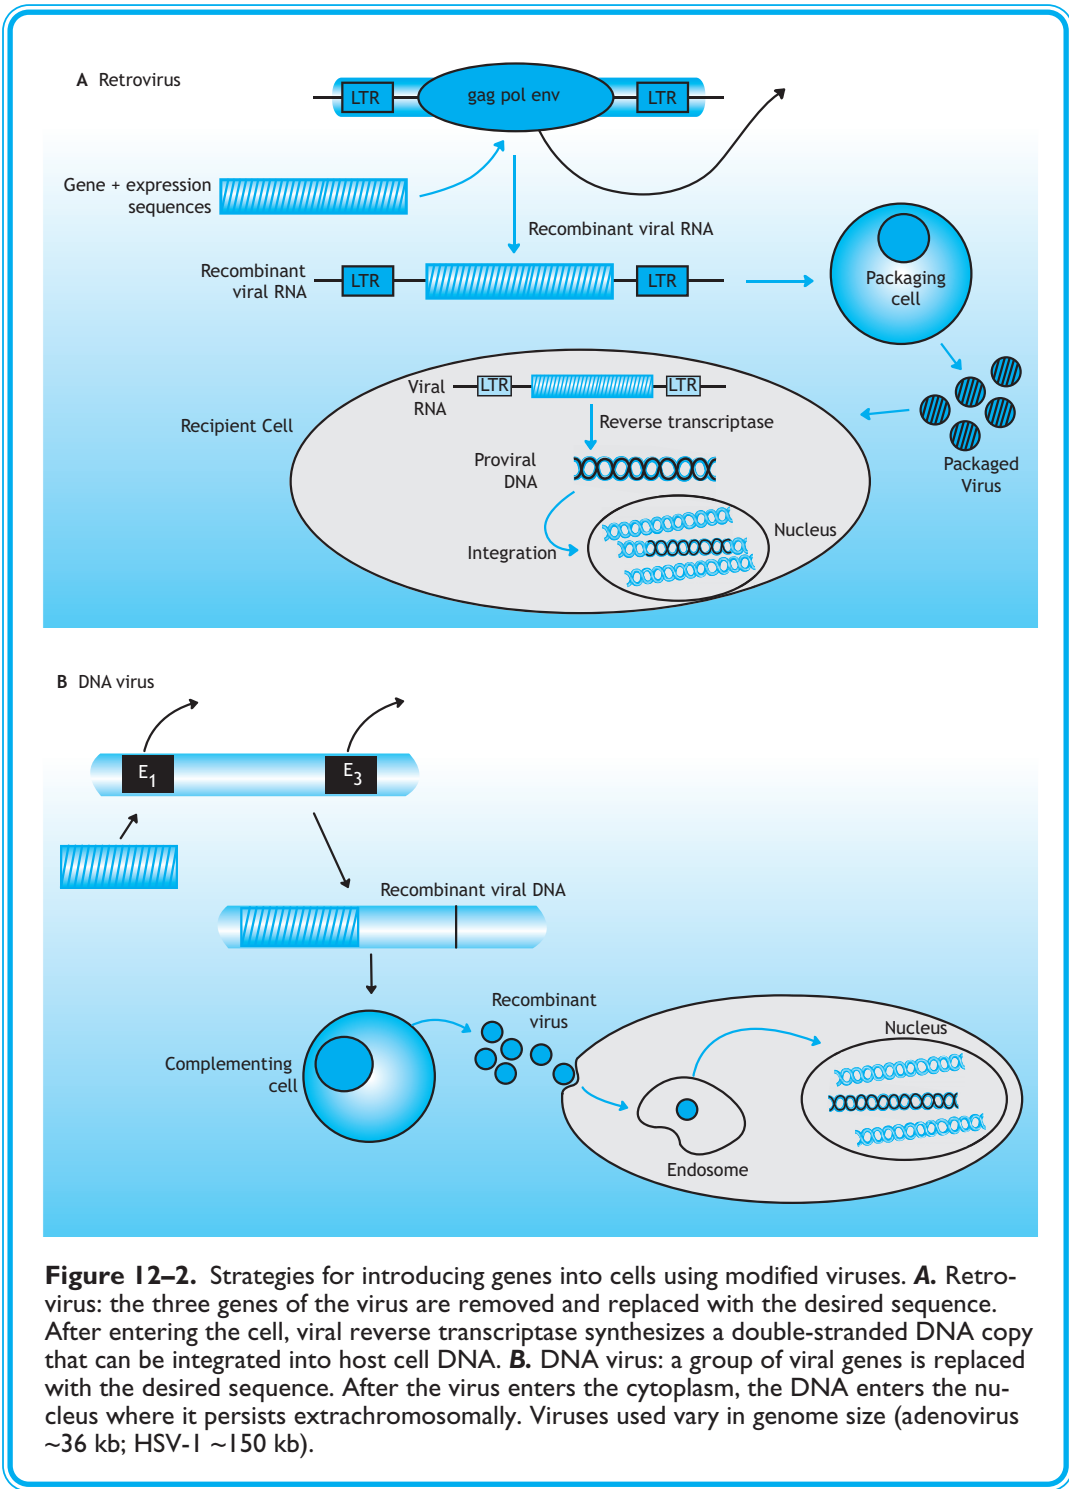 A Retrovirus
LTR
gag pol env
LTR
Gene + expression
sequences
Recombinant viral RNA
Recombinant
viral RNA
LTR
LTR
Packaging
cell
Viral
RNA
LTR
LTR
Recipient Cell
Reverse transcriptase
Proviral
DNA
Packaged
Virus
Nucleus
Integration
B DNA virus
E1
E3
Recombinant viral DNA
Recombinant
virus
Nucleus
Complementing
cell
Endosome
Figure 12–2. Strategies for introducing genes into cells using modified viruses. A. Retro-
virus: the three genes of the virus are removed and replaced with the desired sequence.
After entering the cell, viral reverse transcriptase synthesizes a double-stranded DNA copy
that can be integrated into host cell DNA. B. DNA virus: a group of viral genes is replaced
with the desired sequence. After the virus enters the cytoplasm, the DNA enters the nu-
cleus where it persists extrachromosomally. Viruses used vary in genome size (adenovirus
~36 kb; HSV-1 ~150 kb).